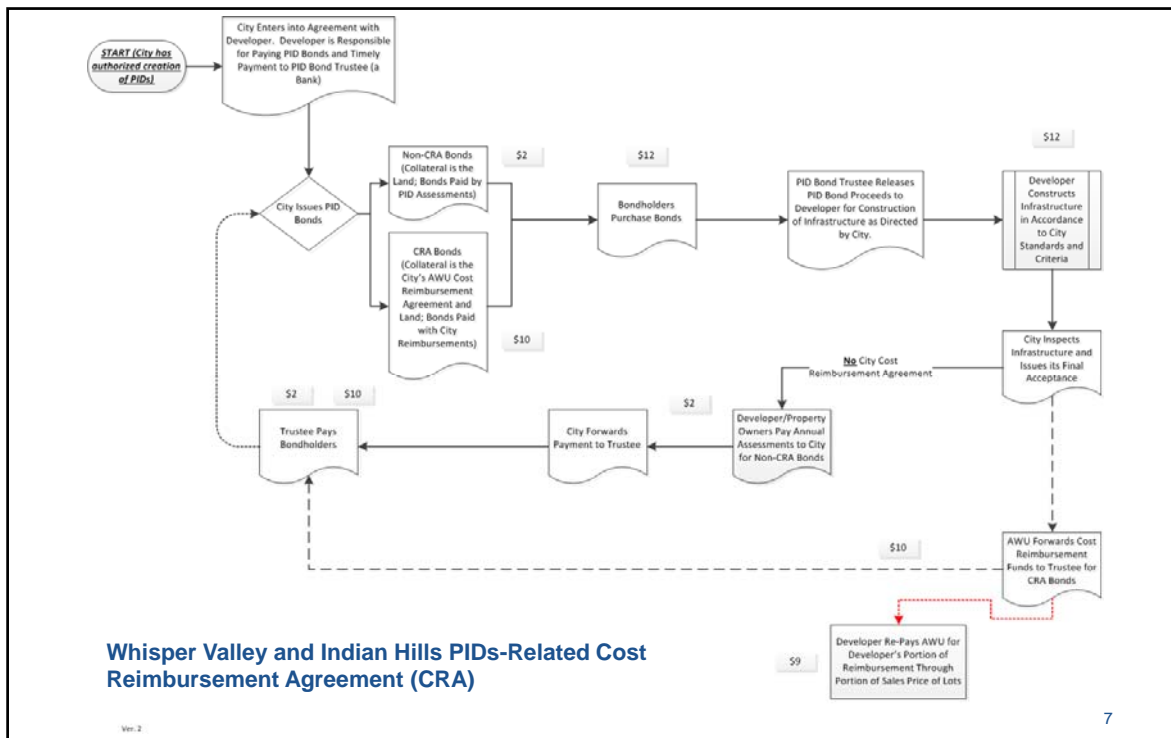 START (City has
authorized creation
of PIDs)
City Enters into Agreement with
Developer. Developer is Responsible
for Paying PID Bonds and Timely
Payment to PID Bond Trustee (a
Bank)
City Issues PID
Bonds
Non-CRA Bonds
(Collateral is the
Land; Bonds Paid by
PID Assessments)
$2
CRA Bonds
(Collateral is the
City's AWU Cost
Reimbursement
Agreement and
Land; Bonds Paid
with City
Reimbursements)
$10
$12
Bondholders
Purchase Bonds
PID Bond Trustee Releases
PID Bond Proceeds to
Developer for Construction
of Infrastructure as Directed
by City.
$12
Developer
Constructs
Infrastructure
in Accordance
to City
Standards and
Criteria
City Inspects
Infrastructure and
Issues its Final
Acceptance
No City Cost
Reimbursement Agreement
Developer/Property
Owners Pay Annual
Assessments to City
for Non-CRA Bonds
$2
City Forwards
Payment to Trustee
$2
$10
Trustee Pays
Bondholders
$10
AWU Forwards Cost
Reimbursement
Funds to Trustee for
CRA Bonds
$9
Developer Re-Pays AWU for
Developer's Portion of
Reimbursement Through
Portion of Sales Price of Lots
Whisper Valley and Indian Hills PIDs-Related Cost
Reimbursement Agreement (CRA)
Ver. 2
7